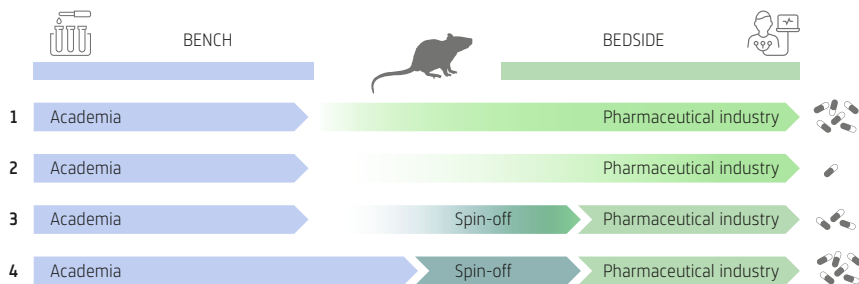 BENCH BEDSIDE
1 Academia Pharmaceutical industry
2 Academia Pharmaceutical industry
3 Academia Spin-off Pharmaceutical industry
4 Academia Spin-off Pharmaceutical industry